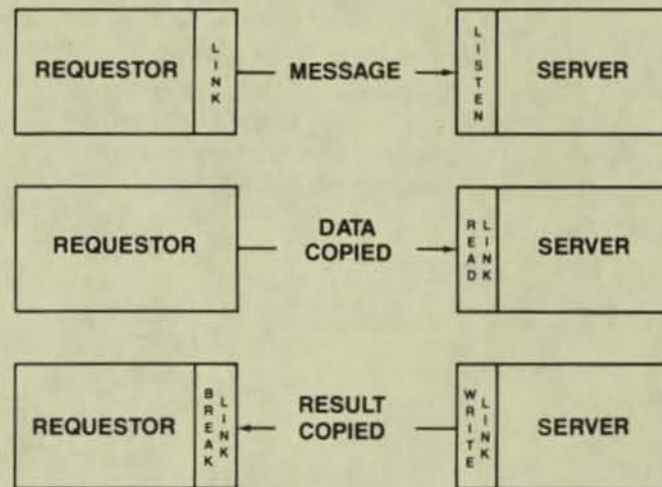 REQUESTOR LINK MESSAGE LISTEN SERVER
REQUESTOR DATA COPIED READ LINK SERVER
REQUESTOR BREAK LINK RESULT COPIED WRITE LINK SERVER